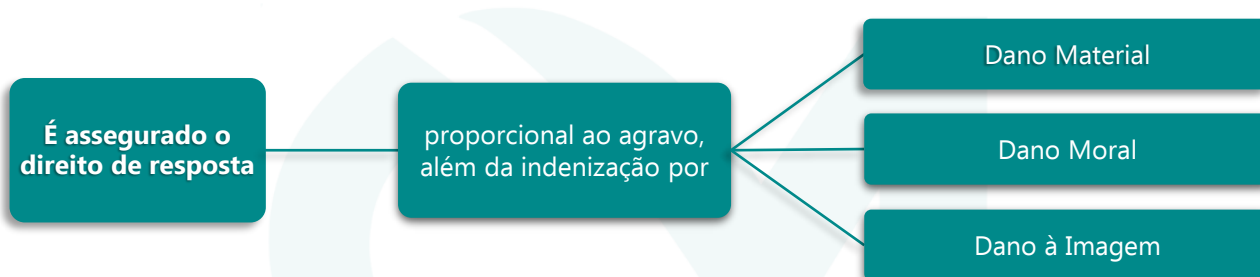 É assegurado o
direito de resposta
proporcional ao agravo,
além da indenização por
Dano Material
Dano Moral
Dano à Imagem